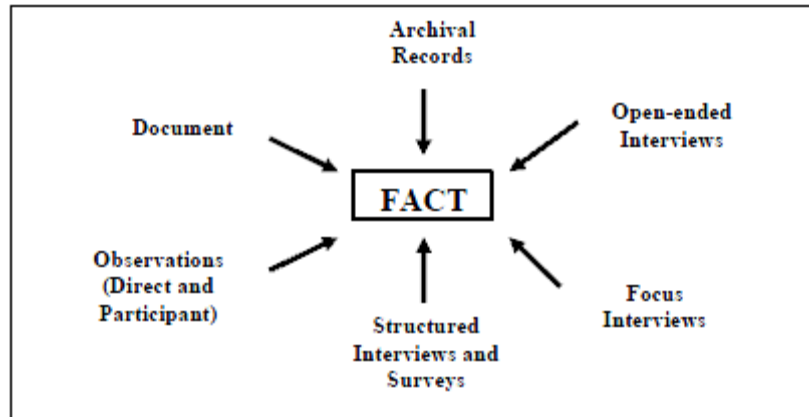 Archival
Records
Open-ended
Interviews
Document
FACT
Observations
(Direct and
Participant)
Focus
Interviews
Structured
Interviews and
Surveys